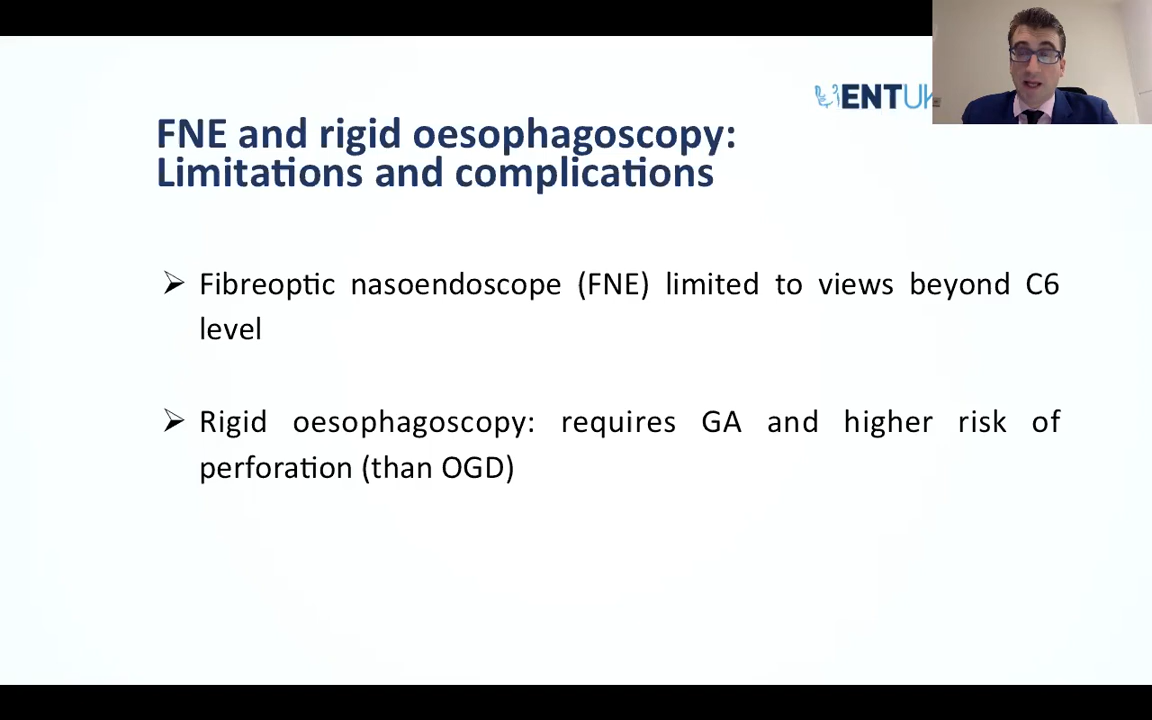 ENTUK
FNE and rigid oesophagoscopy:
Limitations and complications
➢ Fibreoptic nasoendoscope (FNE) limited to views beyond C6
level
➢ Rigid oesophagoscopy: requires GA and higher risk of
perforation (than OGD)